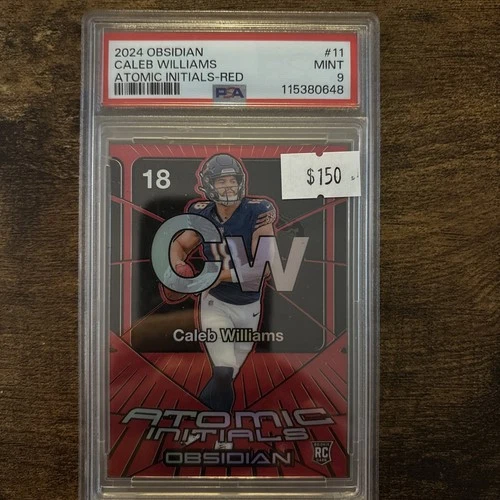 2024 OBSIDIAN #11
CALEB WILLIAMS MINT
ATOMIC INITIALS-RED 9
PSA 115380648
18
$150
CW
Caleb Williams
ATOMIC
INITIALS
OBSIDIAN
RC